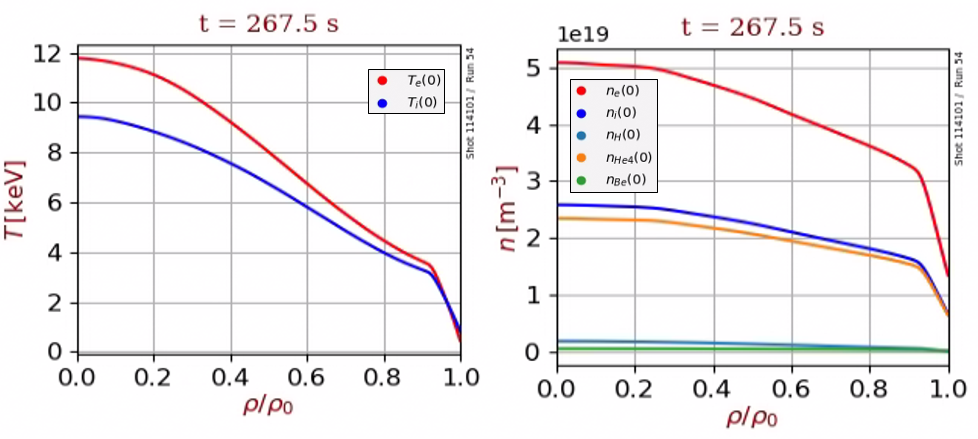 t = 267.5 s
12
10
8
6
4
2
0
T [keV]
T_e(0)
T_i(0)
0.0 0.2 0.4 0.6 0.8 1.0
ρ/ρ₀
Shot 114101 / Run 54
t = 267.5 s
1e19
5
4
3
2
1
0
n [m⁻³]
n_e(0)
n_i(0)
n_H(0)
n_He4(0)
n_Be(0)
0.0 0.2 0.4 0.6 0.8 1.0
ρ/ρ₀
Shot 114101 / Run 54